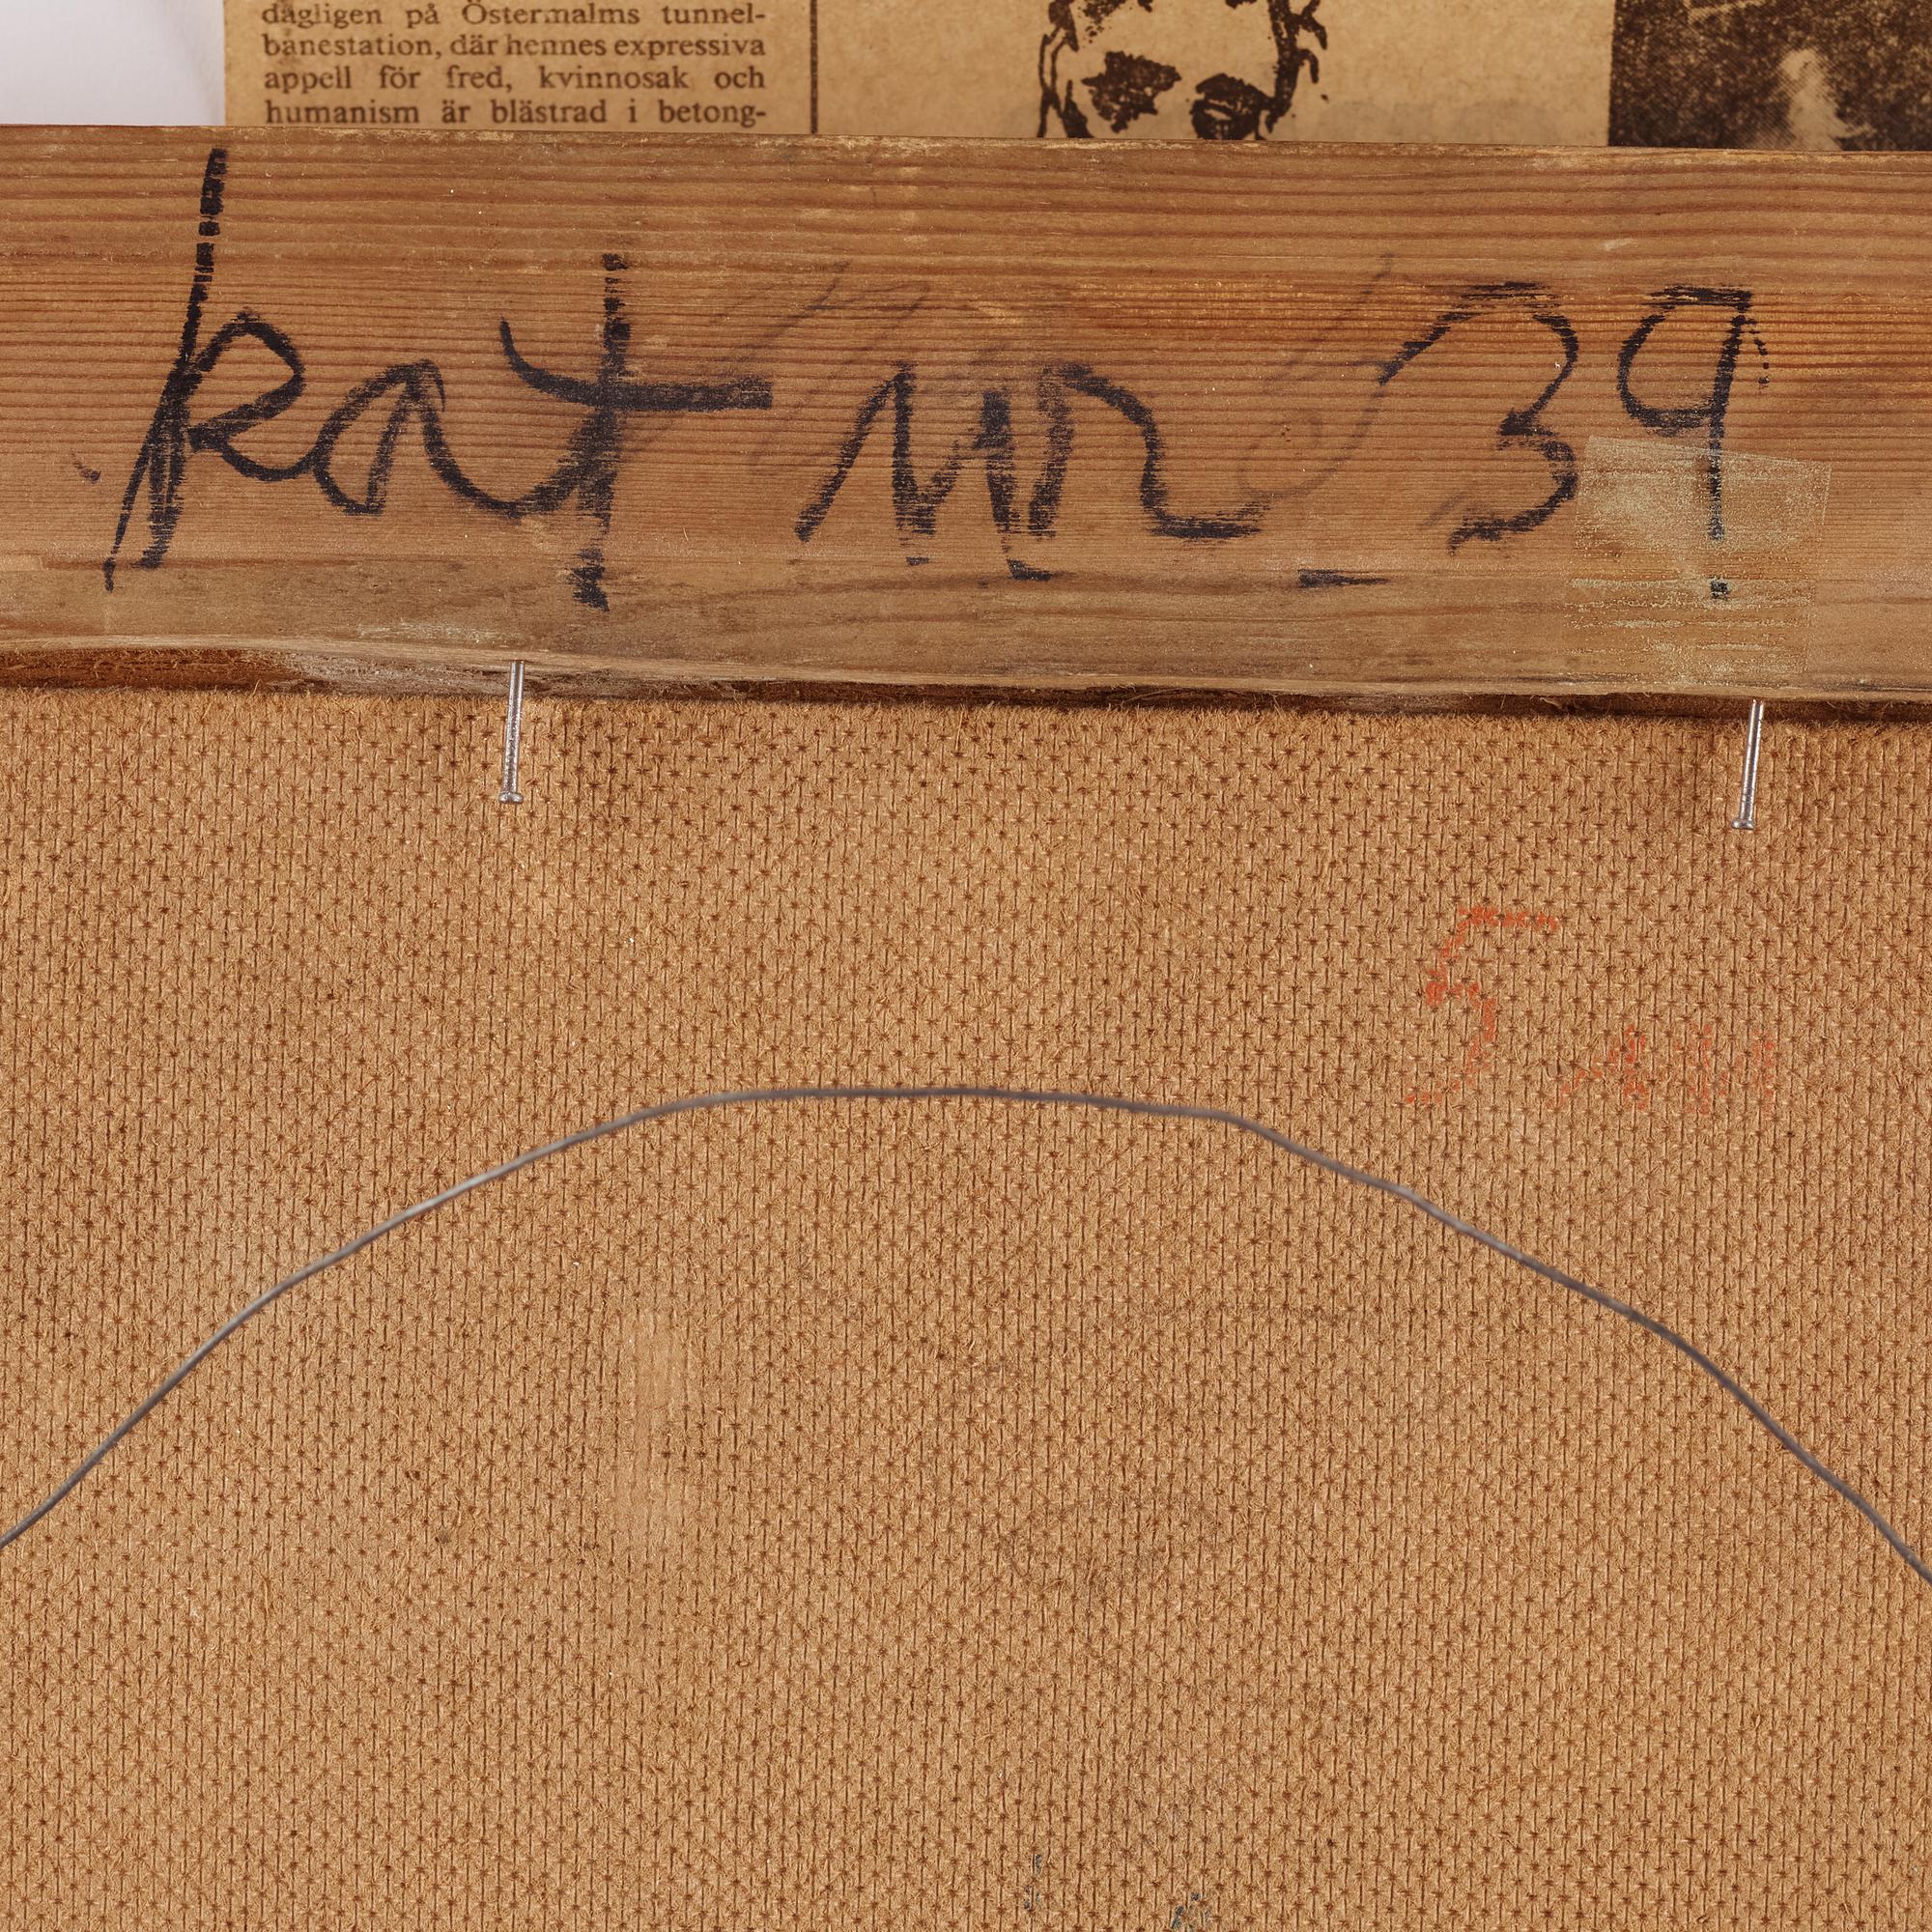 dagligen på Östermalms tunnel-
banestation, där hennes expressiva
appell för fred, kvinnosak och
humanism är blästrad i betong-
kat nr 39